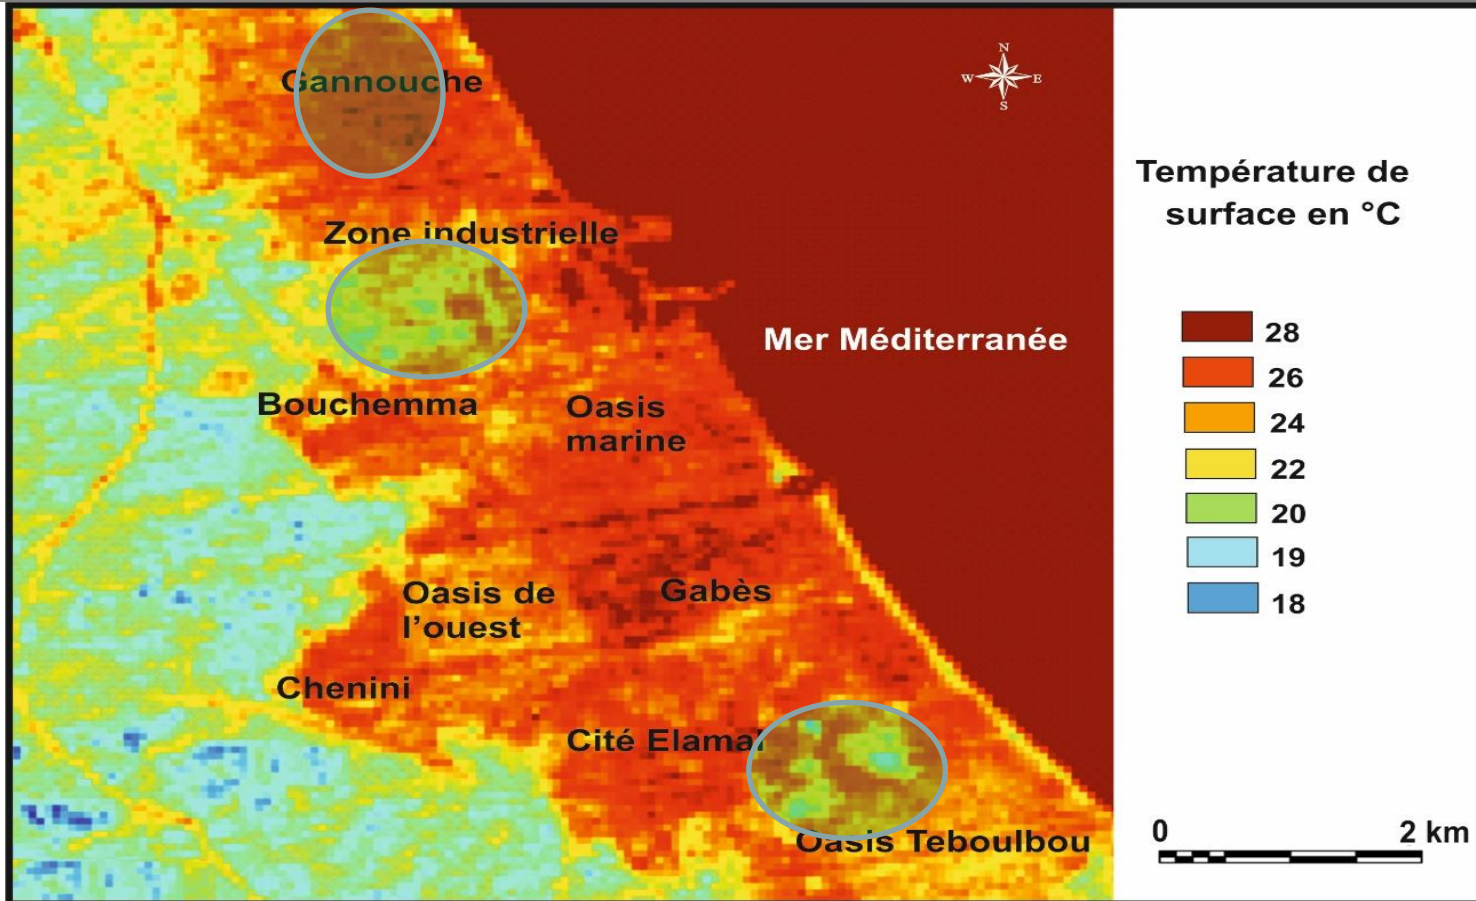 Gannouche
N
W E
S
Température de
surface en °C
Zone industrielle
28
Mer Méditerranée
26
Bouchemma
Oasis
marine
24
22
20
19
Oasis de
l'ouest
Gabès
18
Chenini
Cité Elamal
Oasis Teboulbou
0 2 km